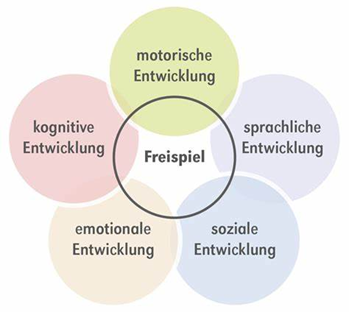 motorische
Entwicklung
kognitive
Entwicklung
sprachliche
Entwicklung
Freispiel
emotionale
Entwicklung
soziale
Entwicklung